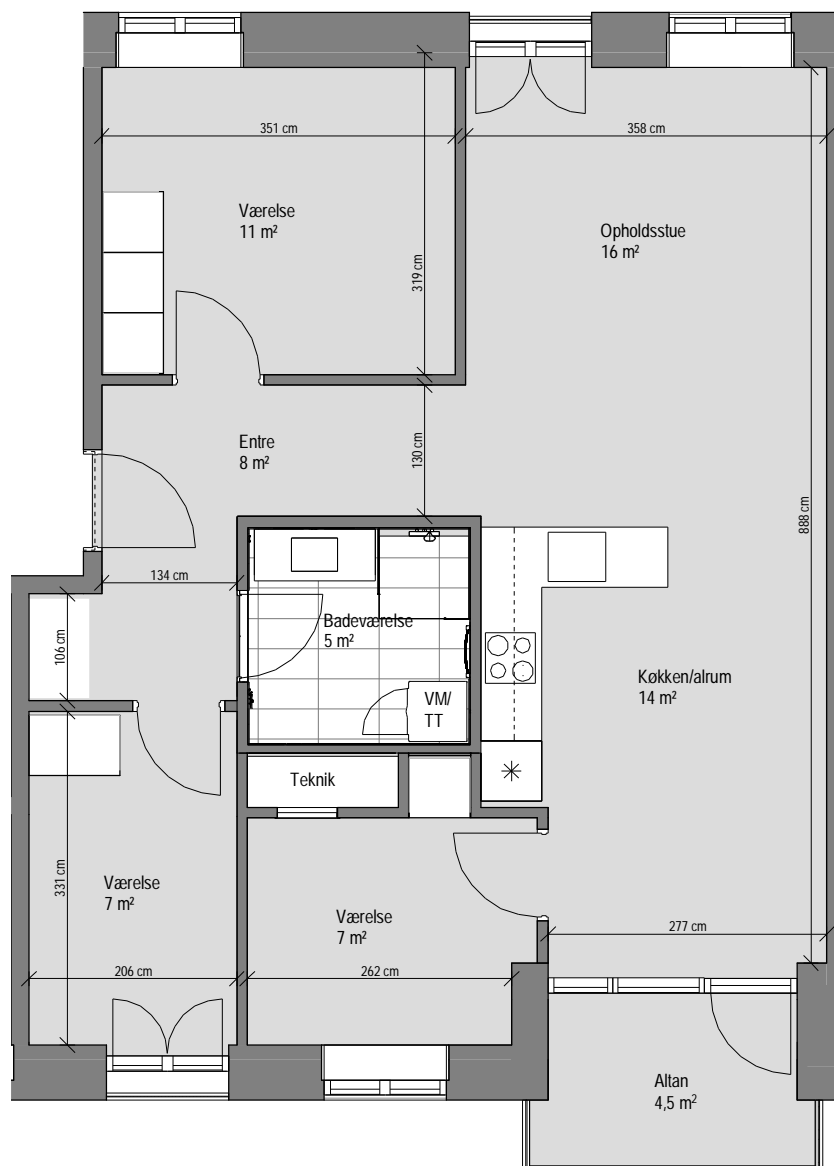 351 cm
358 cm
Værelse
11 m²
Opholdsstue
16 m²
319 cm
Entre
8 m²
130 cm
888 cm
134 cm
106 cm
Badeværelse
5 m²
Køkken/alrum
14 m²
VM/
TT
Teknik
331 cm
Værelse
7 m²
Værelse
7 m²
277 cm
206 cm
262 cm
Altan
4,5 m²